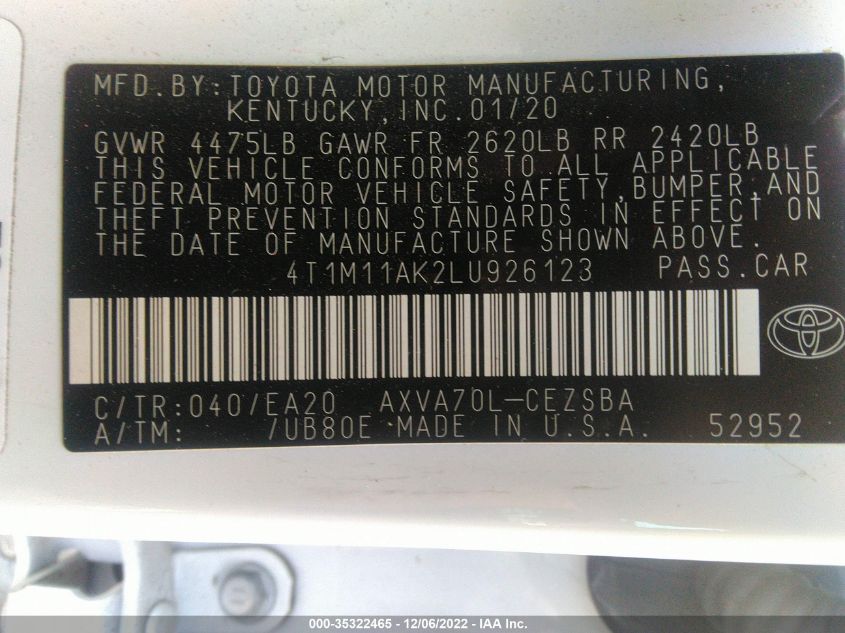 MFD.BY:TOYOTA MOTOR MANUFACTURING,
KENTUCKY,INC.01/20
GVWR 4475LB GAWR FR 2620LB RR 2420LB
THIS VEHICLE CONFORMS TO ALL APPLICABLE
FEDERAL MOTOR VEHICLE SAFETY,BUMPER,AND
THEFT PREVENTION STANDARDS IN EFFECT ON
THE DATE OF MANUFACTURE SHOWN ABOVE.
4T1M11AK2LU926123 PASS.CAR
C/TR:040/EA20 AXVA70L-CEZSBA
A/TM: /UB80E MADE IN U.S.A. 52952
000-35322465 - 12/06/2022 - IAA Inc.